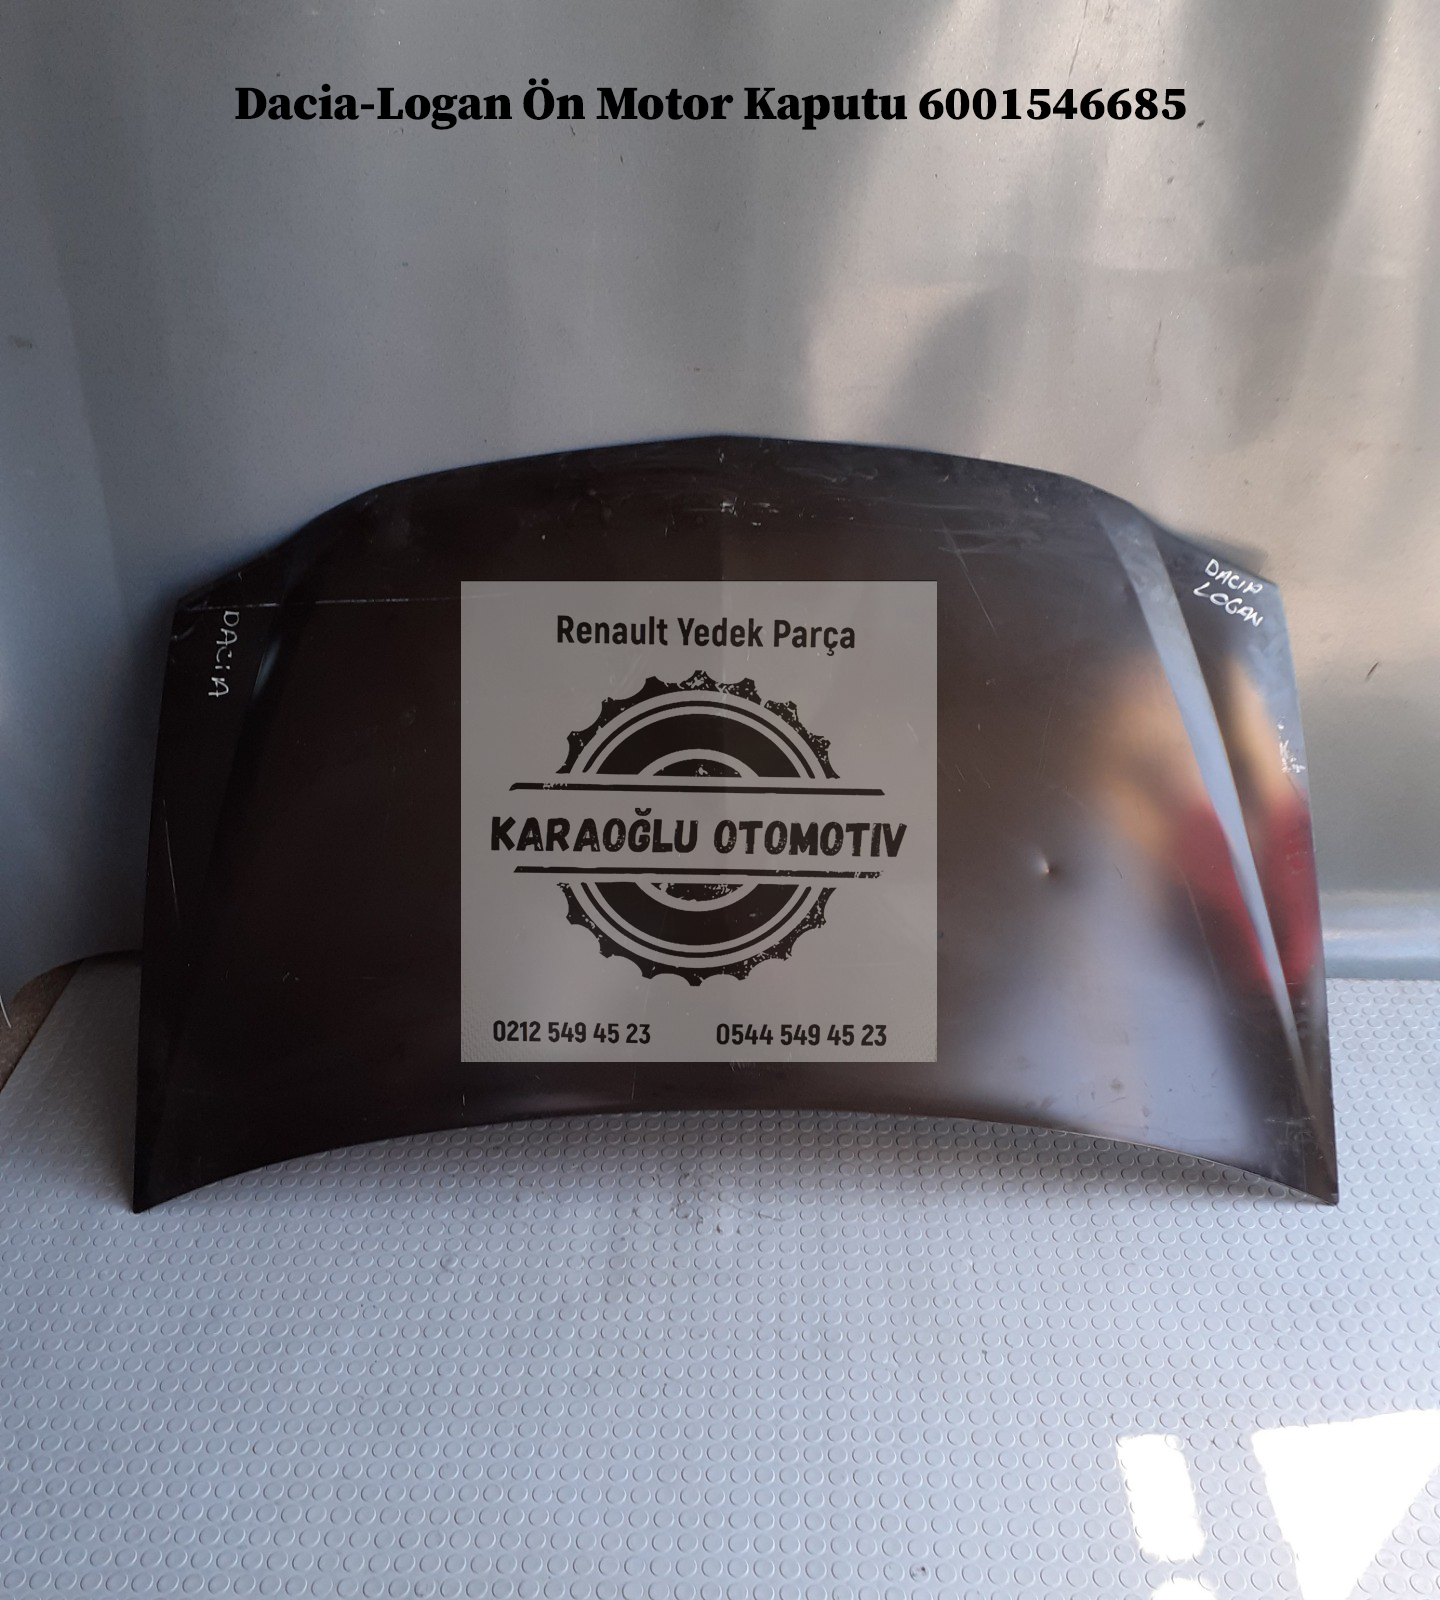 Dacia-Logan Ön Motor Kaputu 6001546685
DACIA
LOGAN
DACIA
Renault Yedek Parça
KARAOĞLU OTOMOTIV
0212 549 45 23 0544 549 45 23